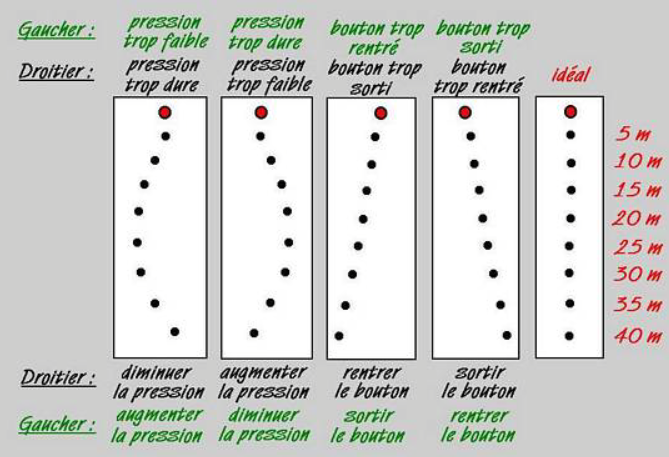 Gaucher : pression trop faible pression trop dure bouton trop rentré bouton trop sorti
Droitier : pression trop dure pression trop faible bouton trop sorti bouton trop rentré idéal
5 m
10 m
15 m
20 m
25 m
30 m
35 m
40 m
Droitier : diminuer la pression augmenter la pression rentrer le bouton sortir le bouton
Gaucher : augmenter la pression diminuer la pression sortir le bouton rentrer le bouton